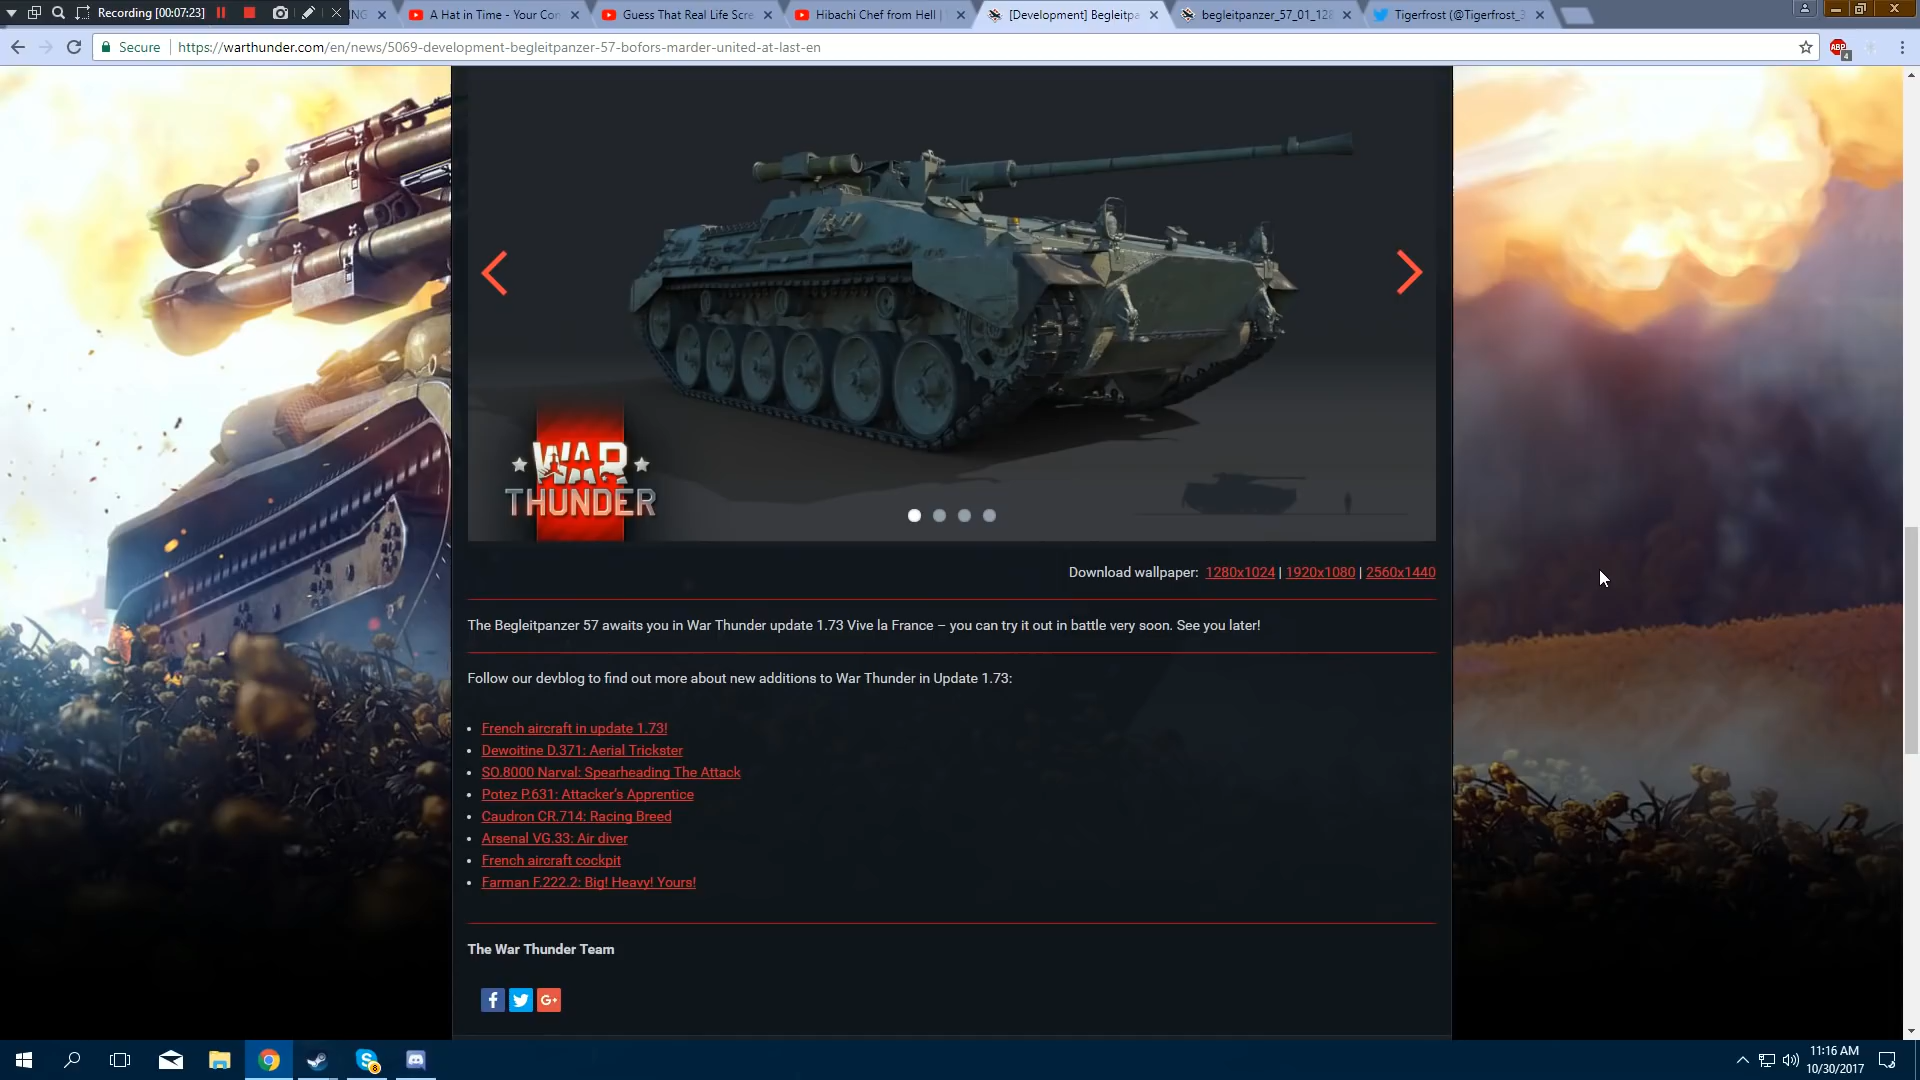 Recording [00:07:23]
NG
A Hat in Time - Your Con
Guess That Real Life Scre
Hibachi Chef from Hell |
[Development] Begleitpa
begleitpanzer_57_01_128
Tigerfrost (@Tigerfrost_
Secure
https://warthunder.com/en/news/5069-development-begleitpanzer-57-bofors-marder-united-at-last-en
ABP
4
WAR
THUNDER
Download wallpaper: 1280x1024 | 1920x1080 | 2560x1440
The Begleitpanzer 57 awaits you in War Thunder update 1.73 Vive la France – you can try it out in battle very soon. See you later!
Follow our devblog to find out more about new additions to War Thunder in Update 1.73:
• French aircraft in update 1.73!
• Dewoitine D.371: Aerial Trickster
• SO.8000 Narval: Spearheading The Attack
• Potez P.631: Attacker's Apprentice
• Caudron CR.714: Racing Breed
• Arsenal VG.33: Air diver
• French aircraft cockpit
• Farman F.222.2: Big! Heavy! Yours!
The War Thunder Team
f
G+
S
8
11:16 AM
10/30/2017